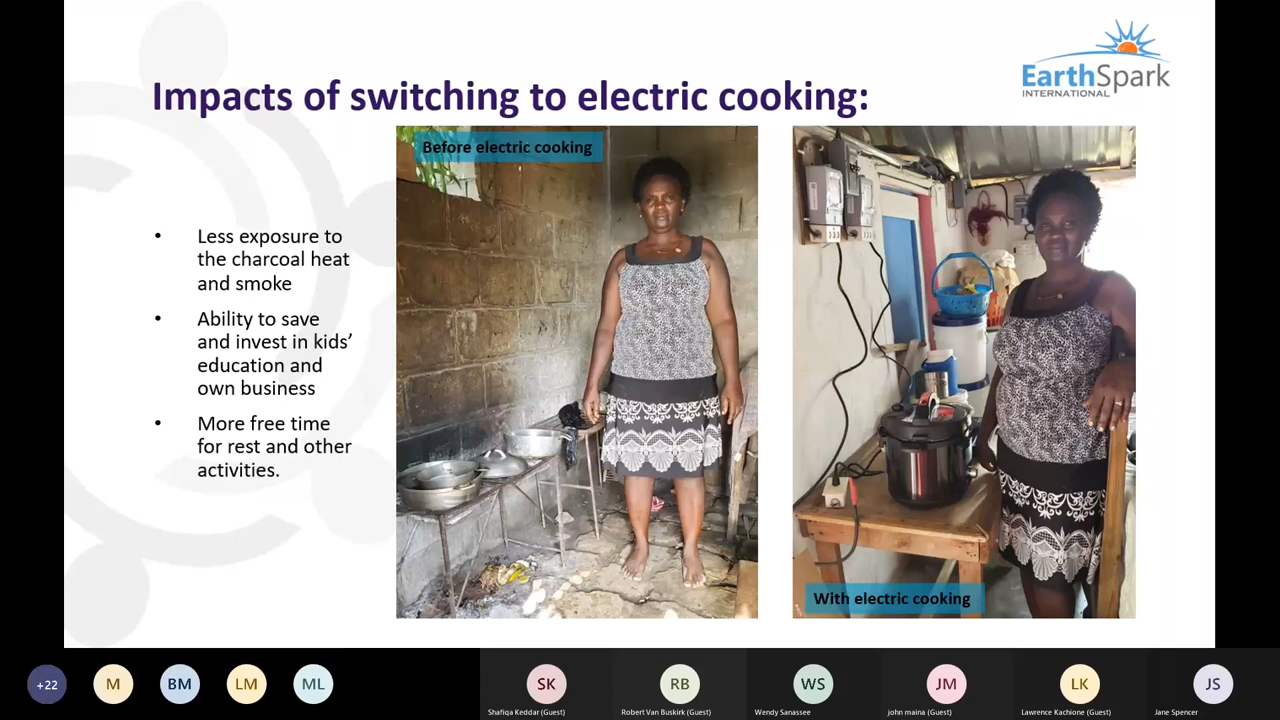 Impacts of switching to electric cooking:
EarthSpark
INTERNATIONAL
Before electric cooking
• Less exposure to
the charcoal heat
and smoke
• Ability to save
and invest in kids’
education and
own business
• More free time
for rest and other
activities.
With electric cooking
+22
M
BM
LM
ML
SK
RB
WS
JM
LK
JS
Shafiqa Keddar (Guest)
Robert Van Buskirk (Guest)
Wendy Sanassee
john maina (Guest)
Lawrence Kachione (Guest)
Jane Spencer